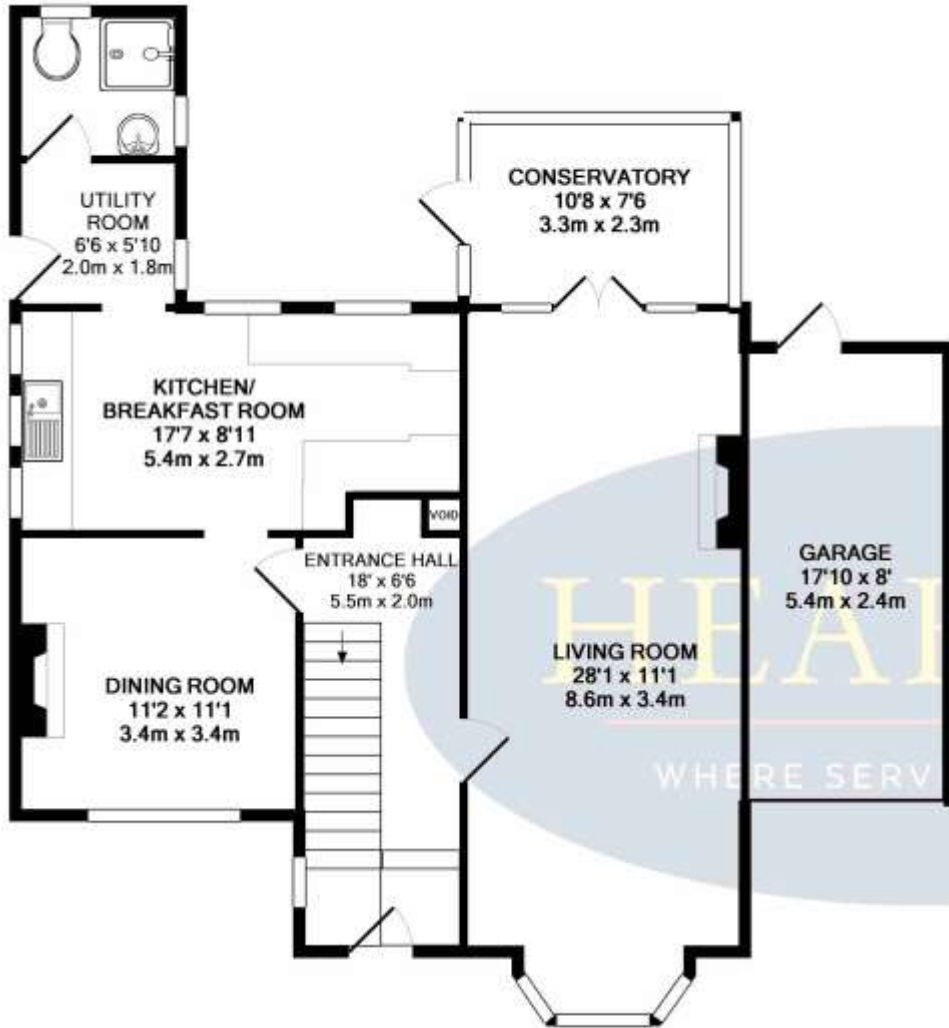 UTILITY
ROOM
6'6 x 5'10
2.0m x 1.8m
CONSERVATORY
10'8 x 7'6
3.3m x 2.3m
KITCHEN/
BREAKFAST ROOM
17'7 x 8'11
5.4m x 2.7m
VOID
ENTRANCE HALL
18' x 6'6
5.5m x 2.0m
DINING ROOM
11'2 x 11'1
3.4m x 3.4m
LIVING ROOM
28'1 x 11'1
8.6m x 3.4m
GARAGE
17'10 x 8'
5.4m x 2.4m
WHERE SERV